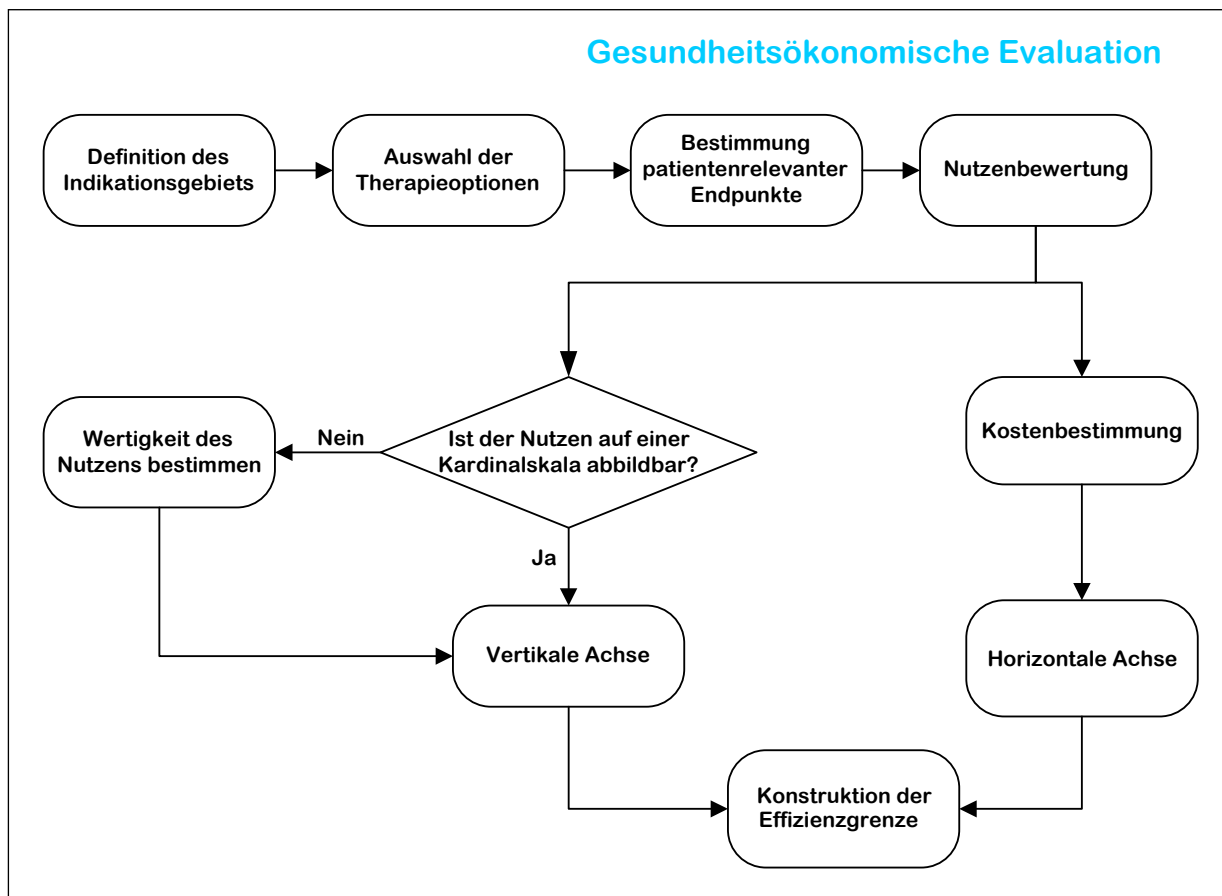 Gesundheitsökonomische Evaluation
Definition des
Indikationsgebiets
Auswahl der
Therapieoptionen
Bestimmung
patientenrelevanter
Endpunkte
Nutzenbewertung
Wertigkeit des
Nutzens bestimmen
Nein
Ist der Nutzen auf einer
Kardinalskala abbildbar?
Kostenbestimmung
Ja
Vertikale Achse
Horizontale Achse
Konstruktion der
Effizienzgrenze